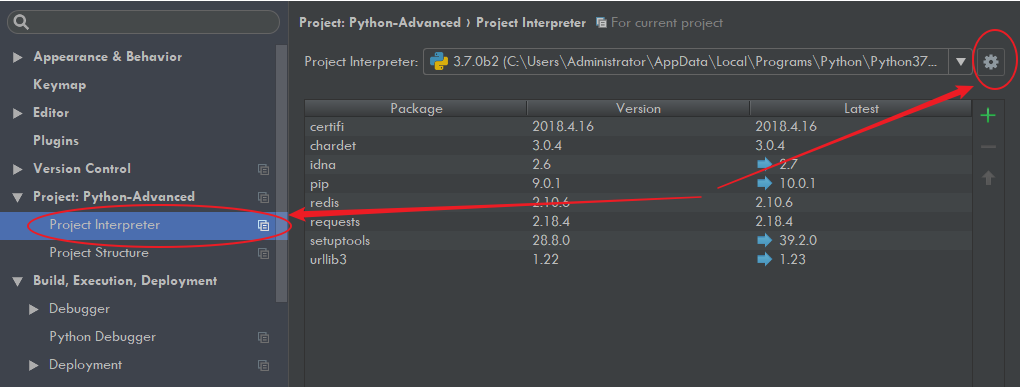 Project: Python-Advanced › Project Interpreter For current project
Appearance & Behavior
Keymap
Editor
Plugins
Version Control
Project: Python-Advanced
Project Interpreter
Project Structure
Build, Execution, Deployment
Debugger
Python Debugger
Deployment
Project Interpreter: 3.7.0b2 (C:\Users\Administrator\AppData\Local\Programs\Python\Python37...
Package Version Latest
certifi 2018.4.16 2018.4.16
chardet 3.0.4 3.0.4
idna 2.6 2.7
pip 9.0.1 10.0.1
redis 2.10.6 2.10.6
requests 2.18.4 2.18.4
setuptools 28.8.0 39.2.0
urllib3 1.22 1.23